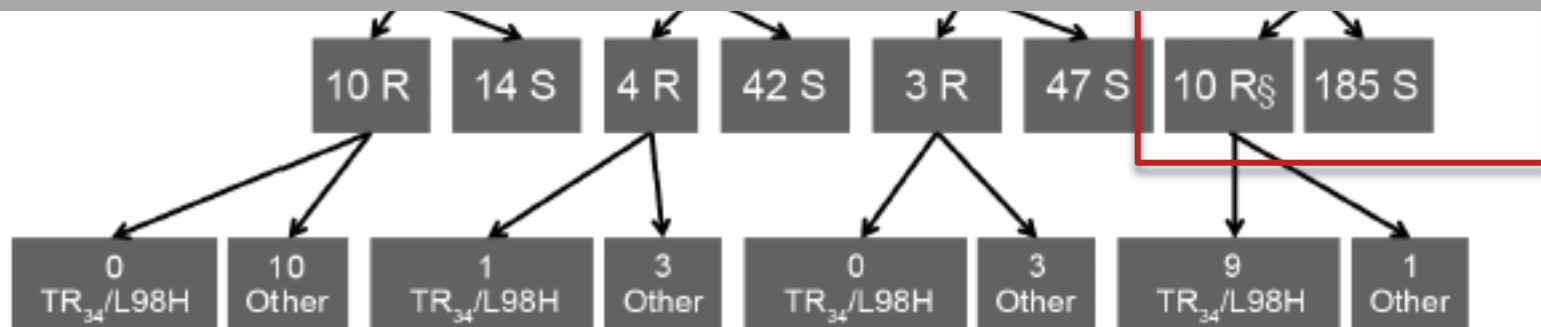 10 R 14 S 4 R 42 S 3 R 47 S 10 R§ 185 S
0 10 1 3 0 3 9 1
TR₃₄/L98H Other TR₃₄/L98H Other TR₃₄/L98H Other TR₃₄/L98H Other